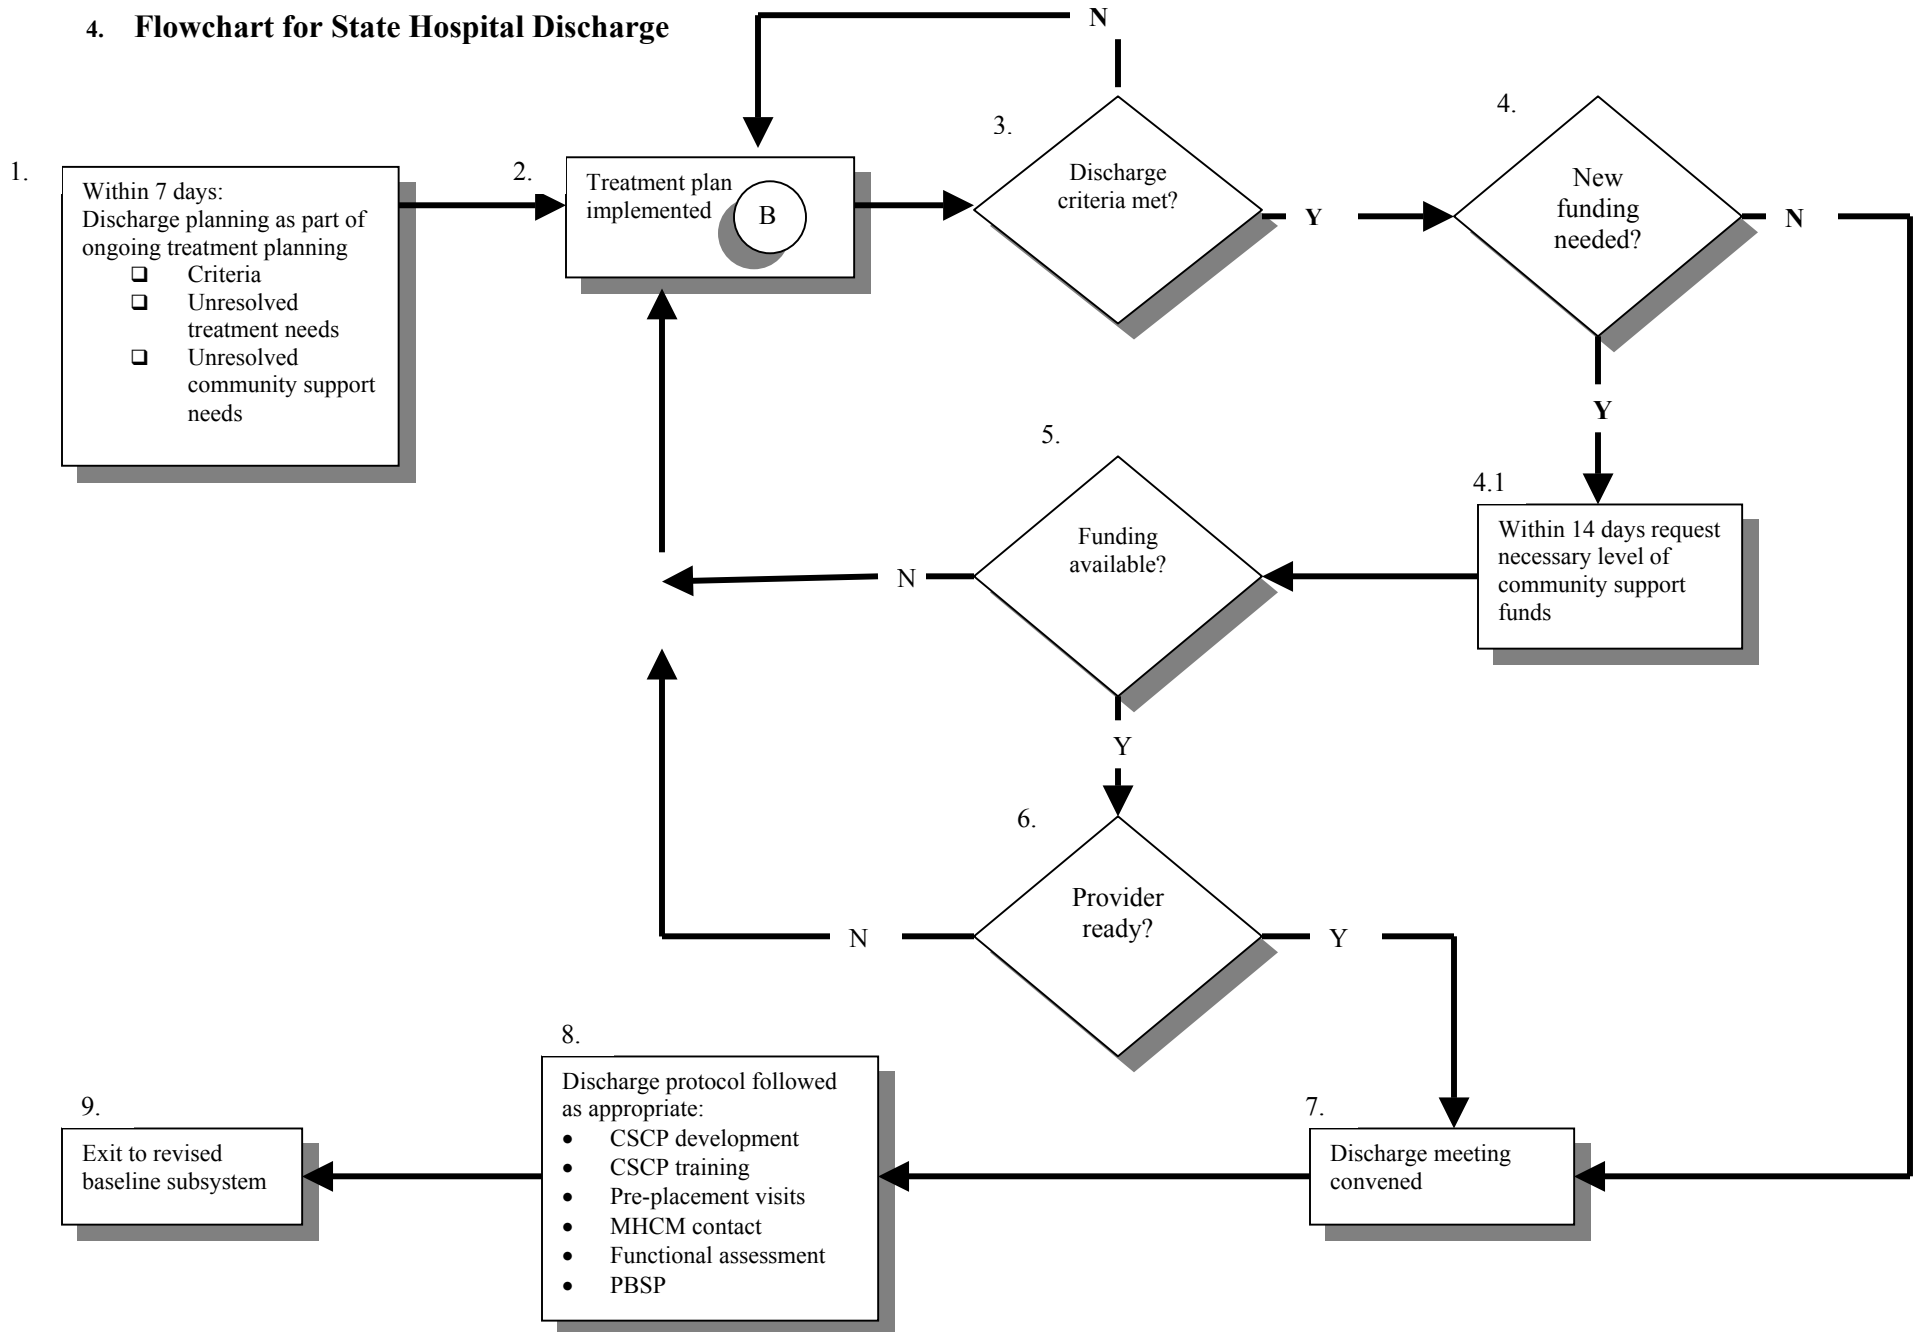 4. Flowchart for State Hospital Discharge
N
1.
Within 7 days:
Discharge planning as part of
ongoing treatment planning
❑ Criteria
❑ Unresolved
treatment needs
❑ Unresolved
community support
needs
2.
Treatment plan
implemented
B
3.
Discharge
criteria met?
Y
4.
New
funding
needed?
N
Y
4.1
Within 14 days request
necessary level of
community support
funds
5.
Funding
available?
N
Y
6.
Provider
ready?
N
Y
7.
Discharge meeting
convened
8.
Discharge protocol followed
as appropriate:
• CSCP development
• CSCP training
• Pre-placement visits
• MHCM contact
• Functional assessment
• PBSP
9.
Exit to revised
baseline subsystem